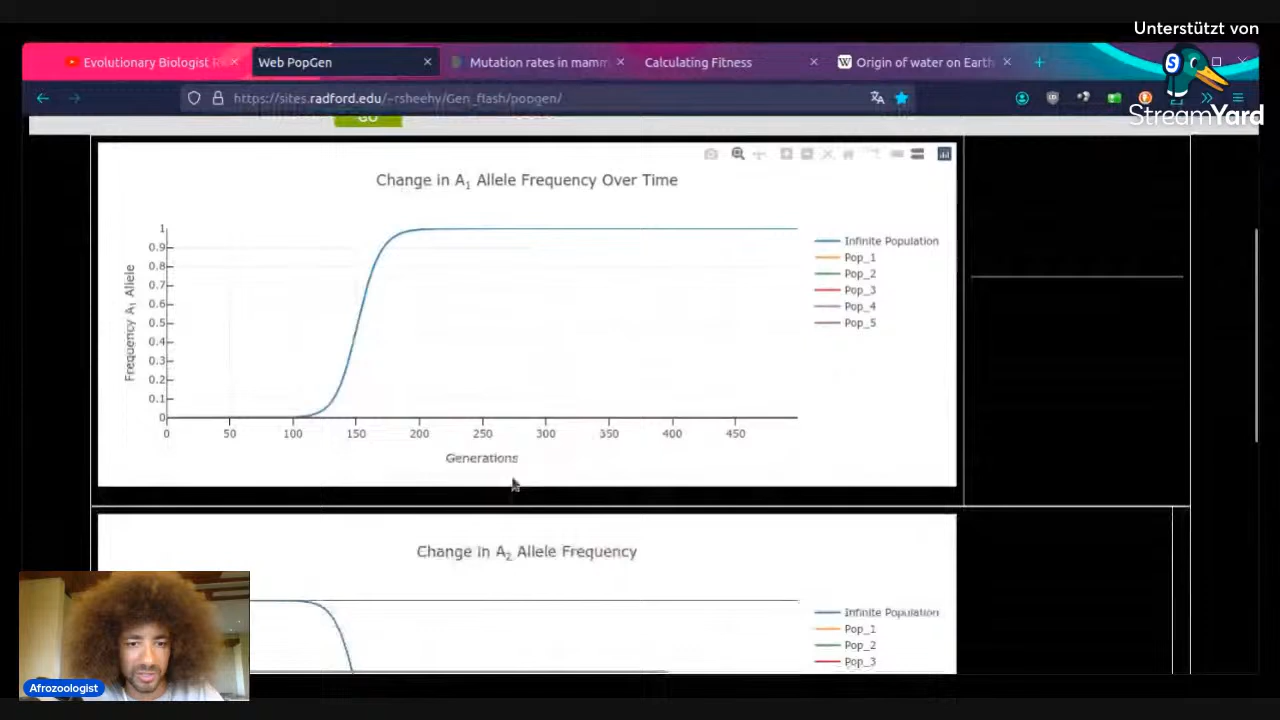 Unterstützt von
StreamYard
Evolutionary Biologist R
Web PopGen
Mutation rates in mamm
Calculating Fitness
W Origin of water on Earth
https://sites.radford.edu/~rsheehy/Gen_flash/popgen/
GO
Change in A1 Allele Frequency Over Time
Frequency A1 Allele
1
0.9
0.8
0.7
0.6
0.5
0.4
0.3
0.2
0.1
0
0 50 100 150 200 250 300 350 400 450
Generations
Infinite Population
Pop_1
Pop_2
Pop_3
Pop_4
Pop_5
Change in A2 Allele Frequency
Infinite Population
Pop_1
Pop_2
Pop_3
Afrozoologist